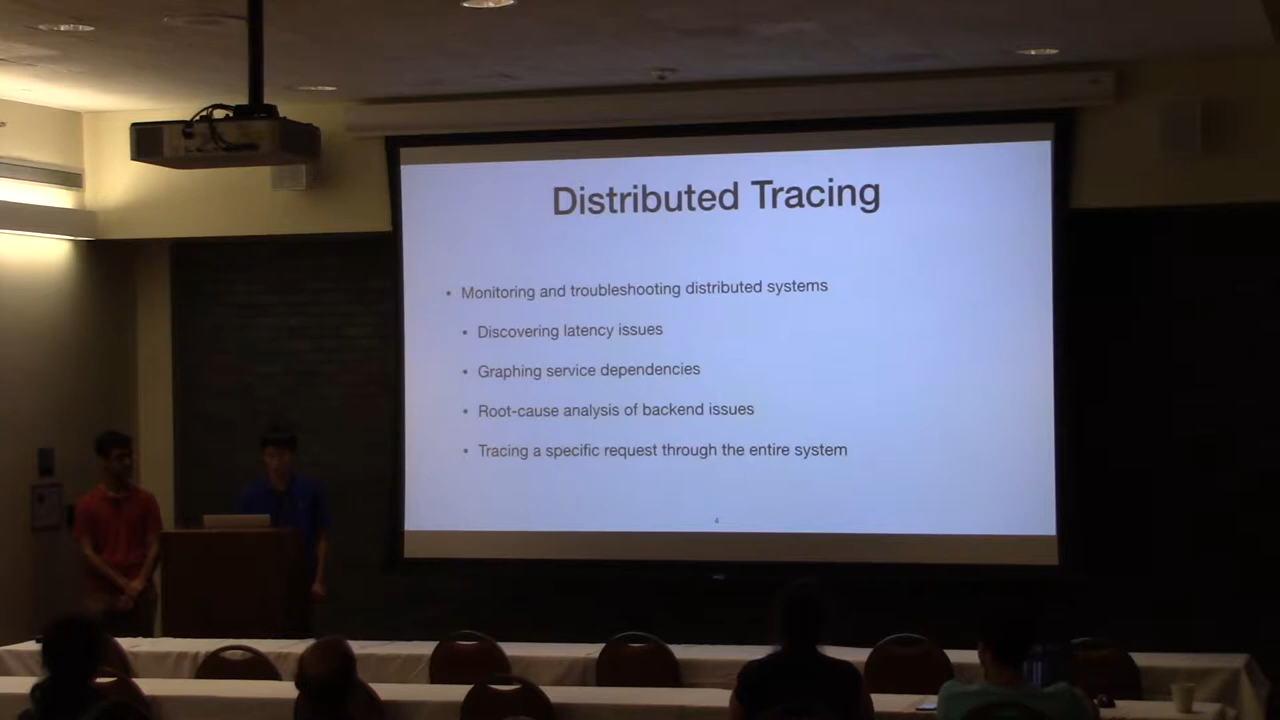 Distributed Tracing
• Monitoring and troubleshooting distributed systems
• Discovering latency issues
• Graphing service dependencies
• Root-cause analysis of backend issues
• Tracing a specific request through the entire system
4